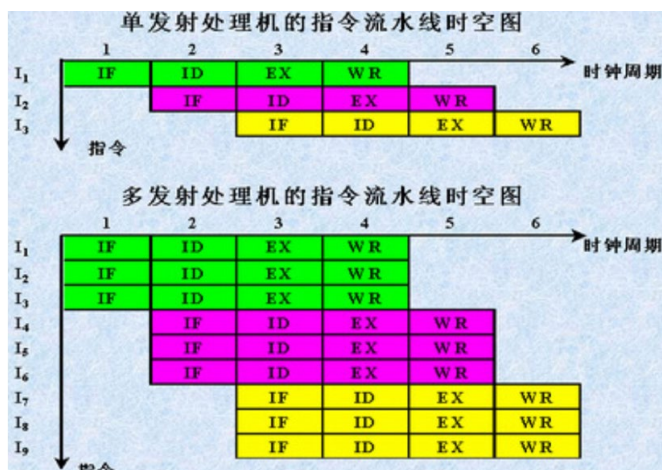 单发射处理机的指令流水线时空图
1 2 3 4 5 6
I1 IF ID EX WR 时钟周期
I2 IF ID EX WR
I3 IF ID EX WR
指令
多发射处理机的指令流水线时空图
1 2 3 4 5 6
I1 IF ID EX WR 时钟周期
I2 IF ID EX WR
I3 IF ID EX WR
I4 IF ID EX WR
I5 IF ID EX WR
I6 IF ID EX WR
I7 IF ID EX WR
I8 IF ID EX WR
I9 IF ID EX WR
指令